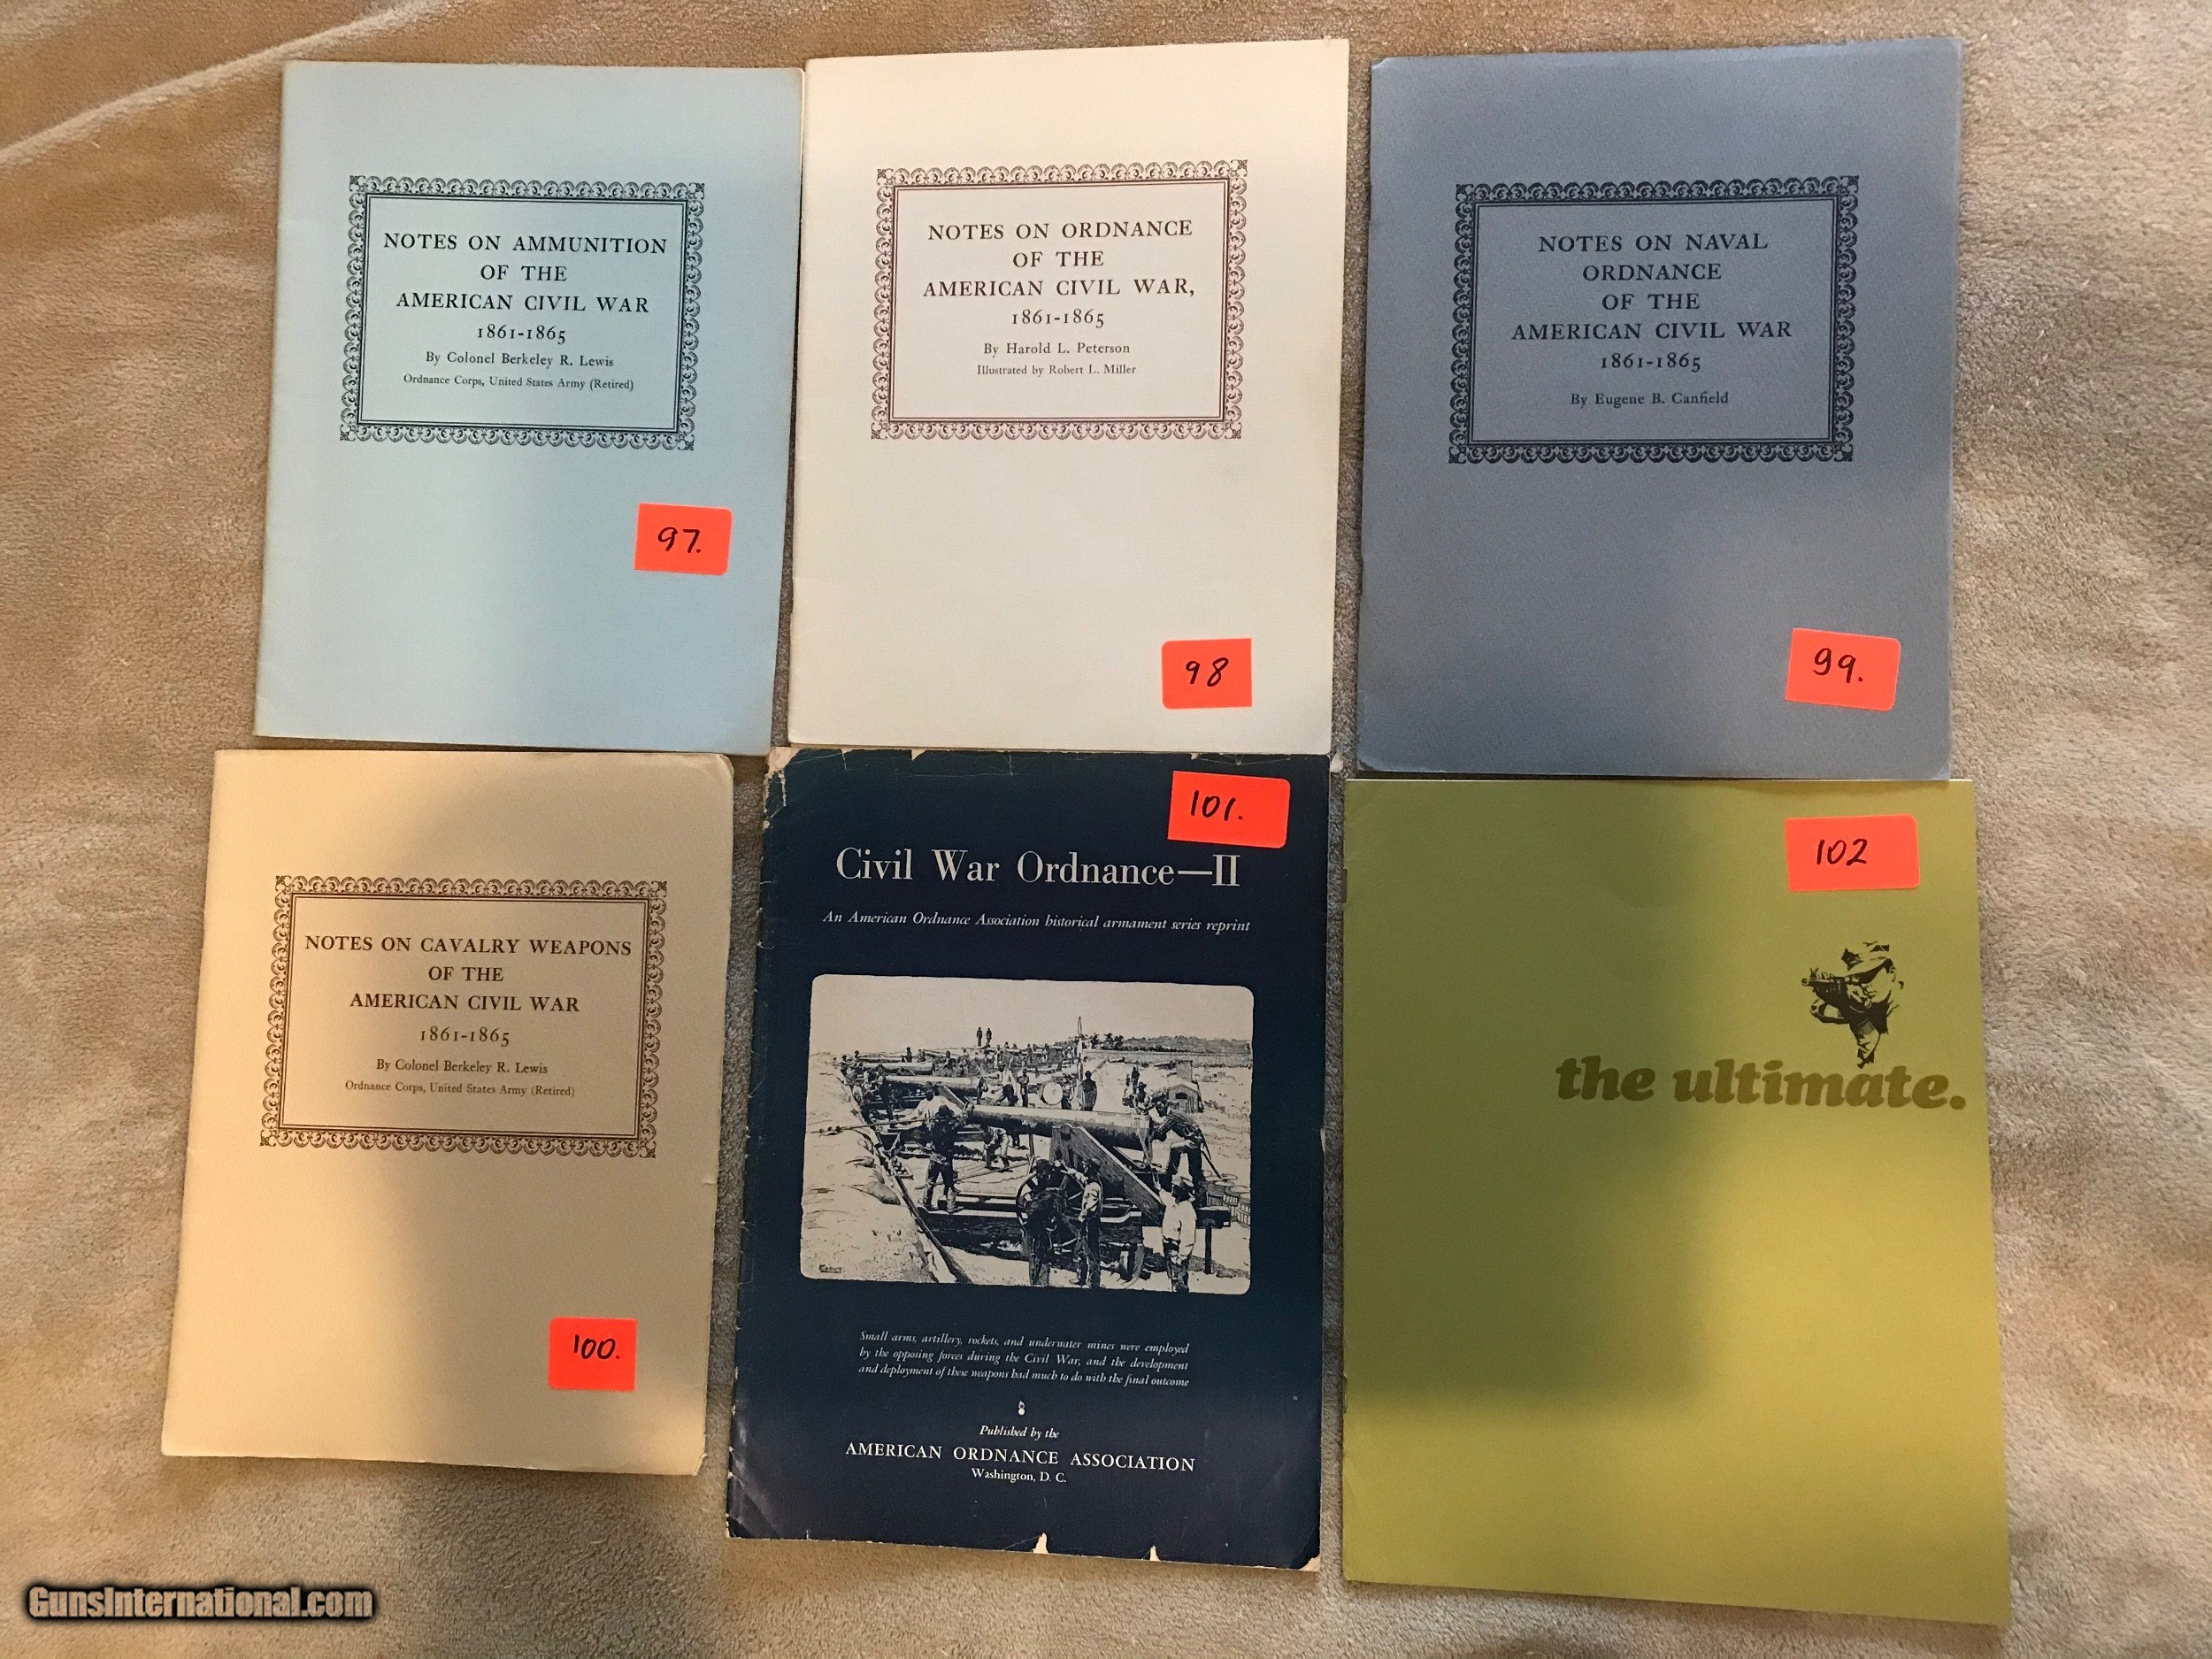 NOTES ON AMMUNITION
OF THE
AMERICAN CIVIL WAR
1861-1865
By Colonel Berkeley R. Lewis
Ordnance Corps, United States Army (Retired)
97.
NOTES ON ORDNANCE
OF THE
AMERICAN CIVIL WAR,
1861-1865
By Harold L. Peterson
Illustrated by Robert L. Miller
98
NOTES ON NAVAL
ORDNANCE
OF THE
AMERICAN CIVIL WAR
1861-1865
By Eugene B. Canfield
99.
NOTES ON CAVALRY WEAPONS
OF THE
AMERICAN CIVIL WAR
1861-1865
By Colonel Berkeley R. Lewis
Ordnance Corps, United States Army (Retired)
100.
101.
Civil War Ordnance—II
An American Ordnance Association historical armament series reprint
Small arms, artillery, rockets, and underwater mines were employed
by the opposing forces during the Civil War, and the development
and deployment of these weapons had much to do with the final outcome
Published by the
AMERICAN ORDNANCE ASSOCIATION
Washington, D. C.
102
the ultimate.
GunsInternational.com